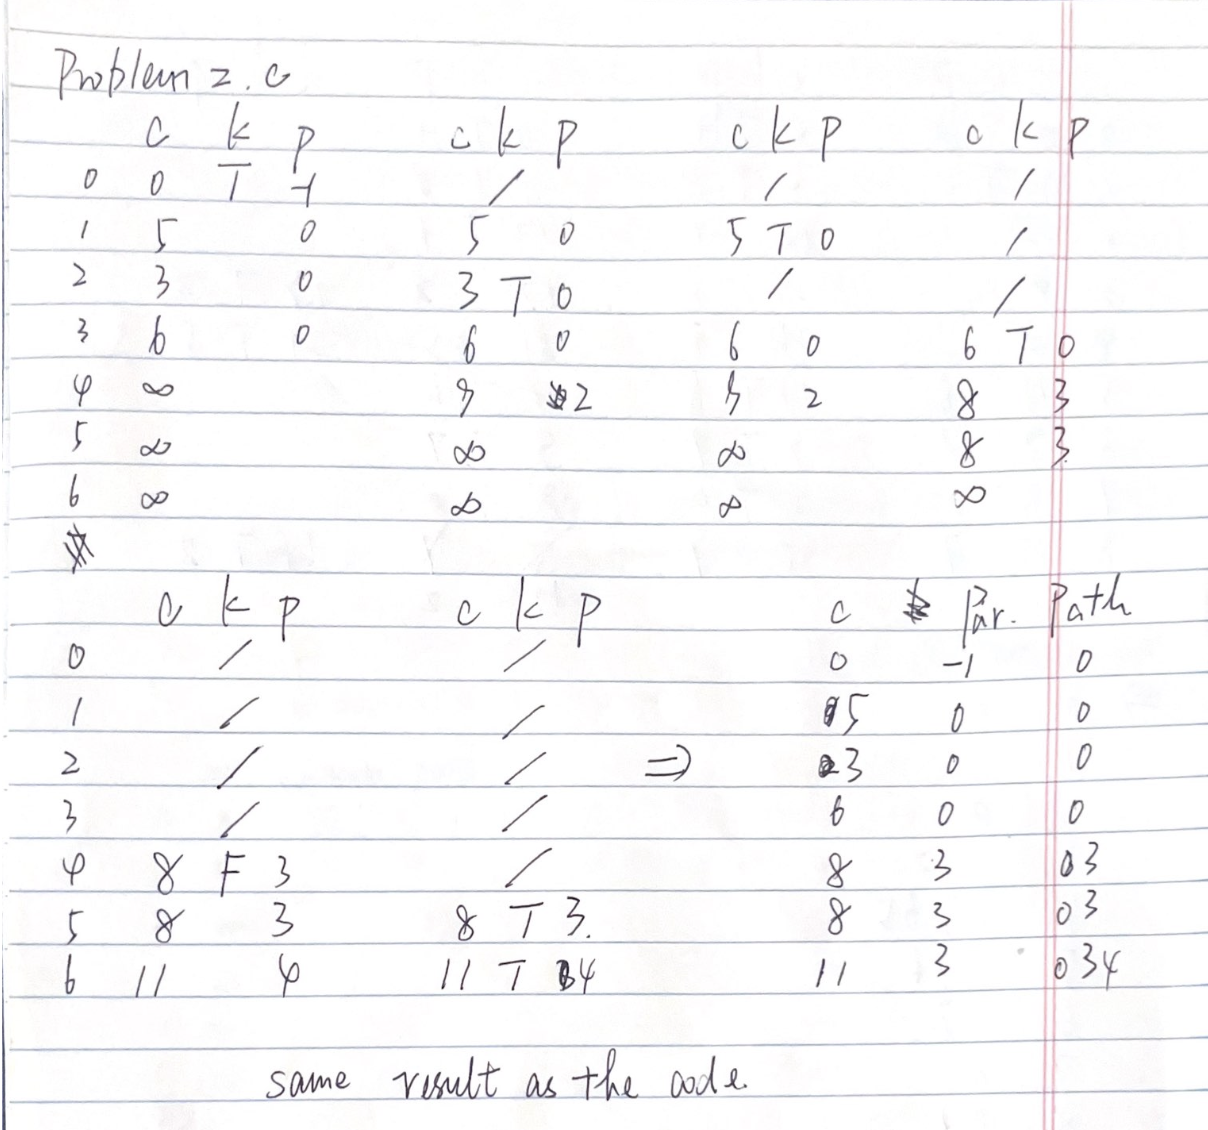 Problem 2.c
c k p c k p c k p c k p
0 0 T -1 / / /
1 5 0 5 0 5 T 0 /
2 3 0 3 T 0 / /
3 6 0 6 0 6 0 6 T 0
4 ∞ 9 2 9 2 8 3
5 ∞ ∞ ∞ 8 3
6 ∞ ∞ ∞ ∞
c k p c k p c Par. Path
0 / / 0 -1 0
1 / / 5 0 0
2 / / ⇒ 3 0 0
3 / / 6 0 0
4 8 F 3 / 8 3 03
5 8 3 8 T 3. 8 3 03
6 11 4 11 T 4 11 3 034
same result as the code